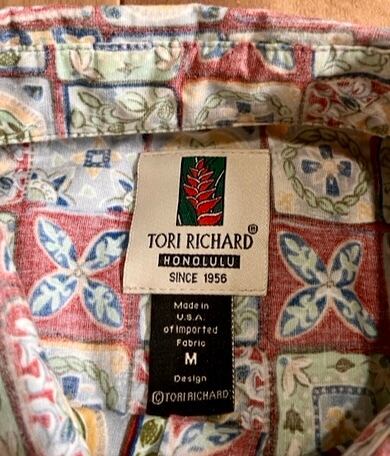 TORI RICHARD®
HONOLULU
SINCE 1956
Made in
U.S.A.
of Imported
Fabric
M
Design
©TORI RICHARD